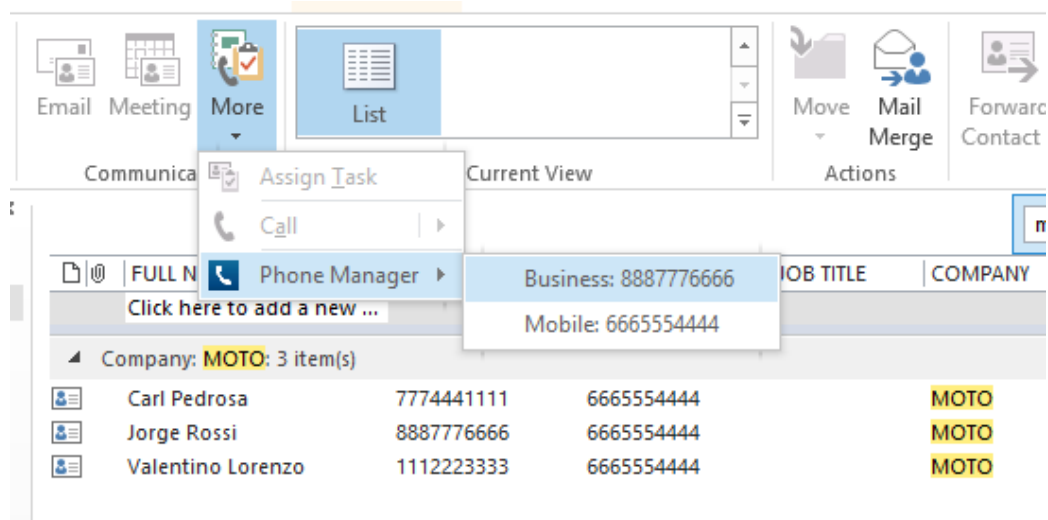 Email Meeting More List Move Mail Merge Forward Contact
Communica Current View Actions
Assign Task
Call
Phone Manager
Business: 8887776666
Mobile: 6665554444
m
FULL N JOB TITLE COMPANY
Click here to add a new ...
Company: MOTO: 3 item(s)
Carl Pedrosa 7774441111 6665554444 MOTO
Jorge Rossi 8887776666 6665554444 MOTO
Valentino Lorenzo 1112223333 6665554444 MOTO